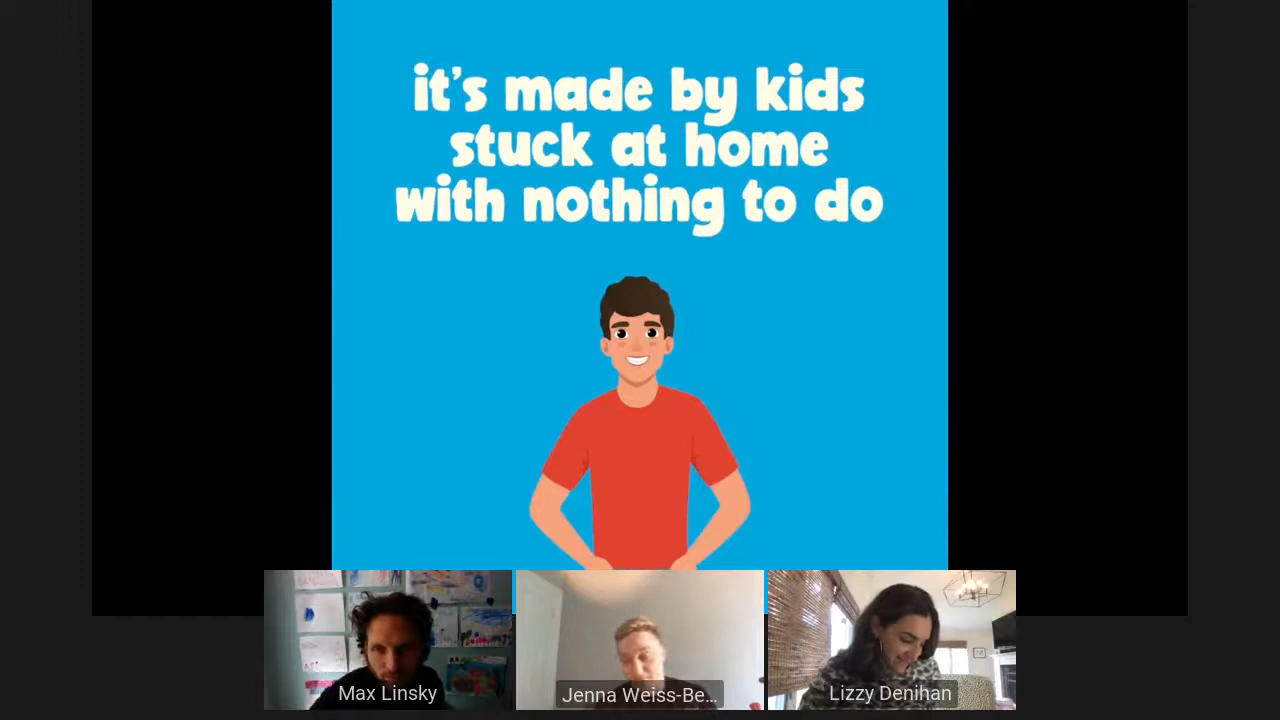 it's made by kids
stuck at home
with nothing to do
Max Linsky
Jenna Weiss-Be...
Lizzy Denihan